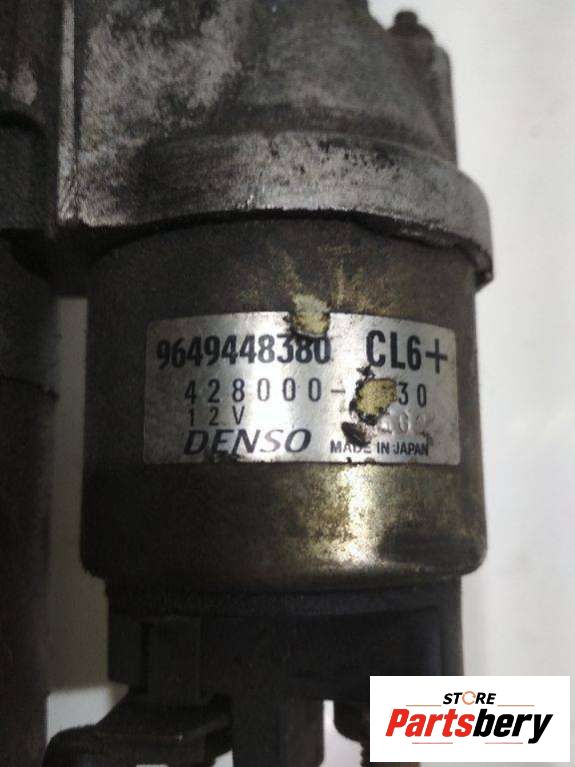 9649448380 CL6+
12V
DENSO MADE IN JAPAN
STORE
Partsbery